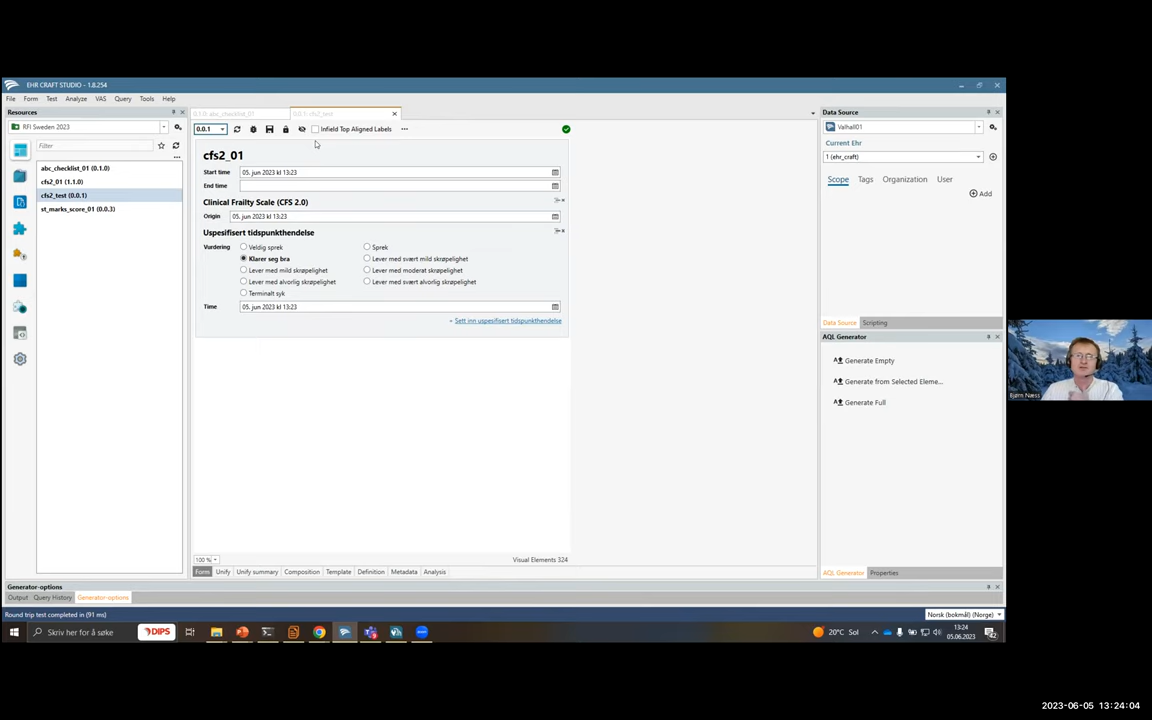 EHR CRAFT STUDIO - 1.8.254
File Form Test Analyze VAS Query Tools Help
Resources
RFI Sweden 2023
Filter
abc_checklist_01 (0.1.0)
cfs2_01 (1.1.0)
cfs2_test (0.0.1)
st_marks_score_01 (0.0.3)
0.1.0: abc_checklist_01 0.0.1: cfs2_test
0.0.1 Infield Top Aligned Labels
cfs2_01
Start time 05. jun 2023 kl 13:23
End time
Clinical Frailty Scale (CFS 2.0)
Origin 05. jun 2023 kl 13:23
Uspesifisert tidspunkthendelse
Vurdering Veldig sprek Sprek
Klarer seg bra Lever med svært mild skrøpelighet
Lever med mild skrøpelighet Lever med moderat skrøpelighet
Lever med alvorlig skrøpelighet Lever med svært alvorlig skrøpelighet
Terminalt syk
Time 05. jun 2023 kl 13:23
+ Sett inn uspesifisert tidspunkthendelse
100 % Visual Elements 324
Form Unify Unify summary Composition Template Definition Metadata Analysis
Data Source
Valhall01
Current Ehr
1 (ehr_craft)
Scope Tags Organization User
Add
Data Source Scripting
AQL Generator
Generate Empty
Generate from Selected Eleme...
Generate Full
AQL Generator Properties
Generator-options
Output Query History Generator-options
Round trip test completed in (91 ms) Norsk (bokmål) (Norge)
Skriv her for å søke DIPS 20°C Sol 13:24
05.06.2023
Bjørn Næss
2023-06-05 13:24:04